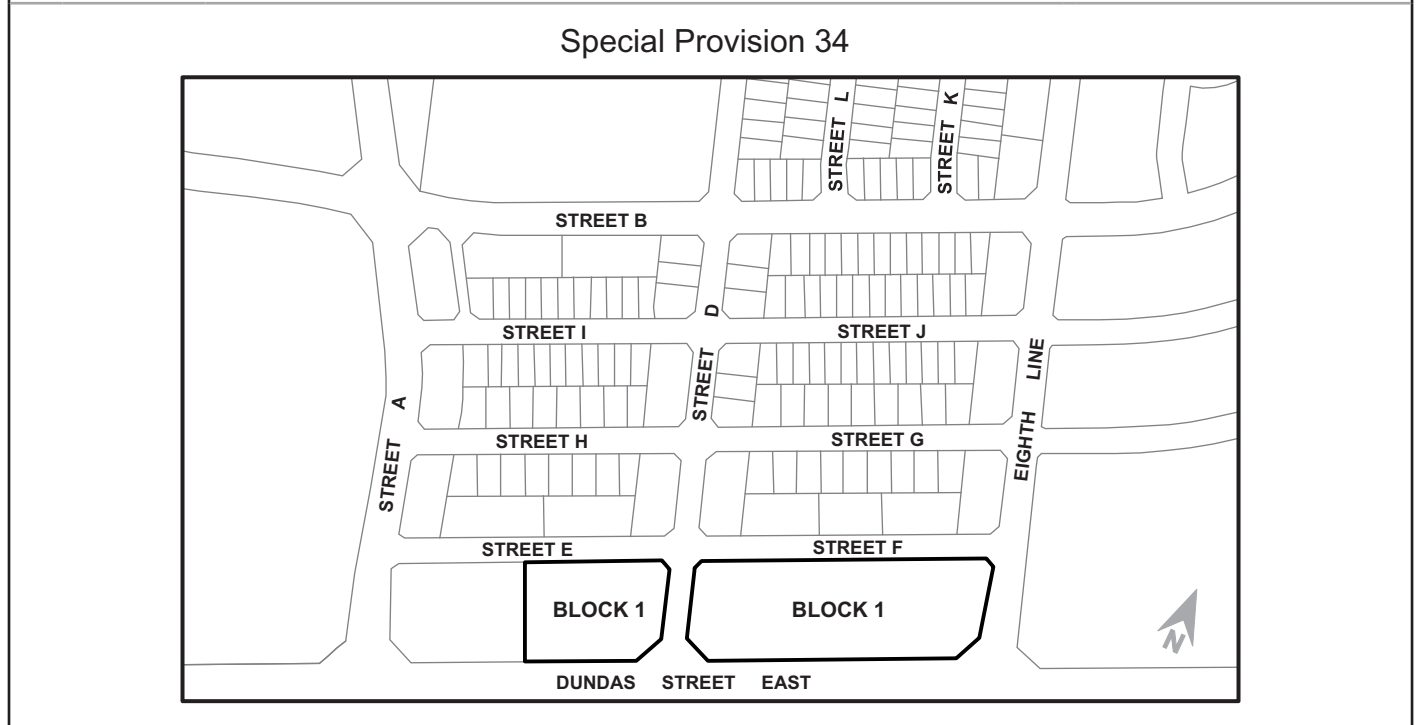 Special Provision 34
STREET L
STREET K
STREET B
STREET D
STREET I
STREET J
EIGHTH LINE
STREET A
STREET H
STREET G
STREET E
STREET F
BLOCK 1
BLOCK 1
N
DUNDAS STREET EAST